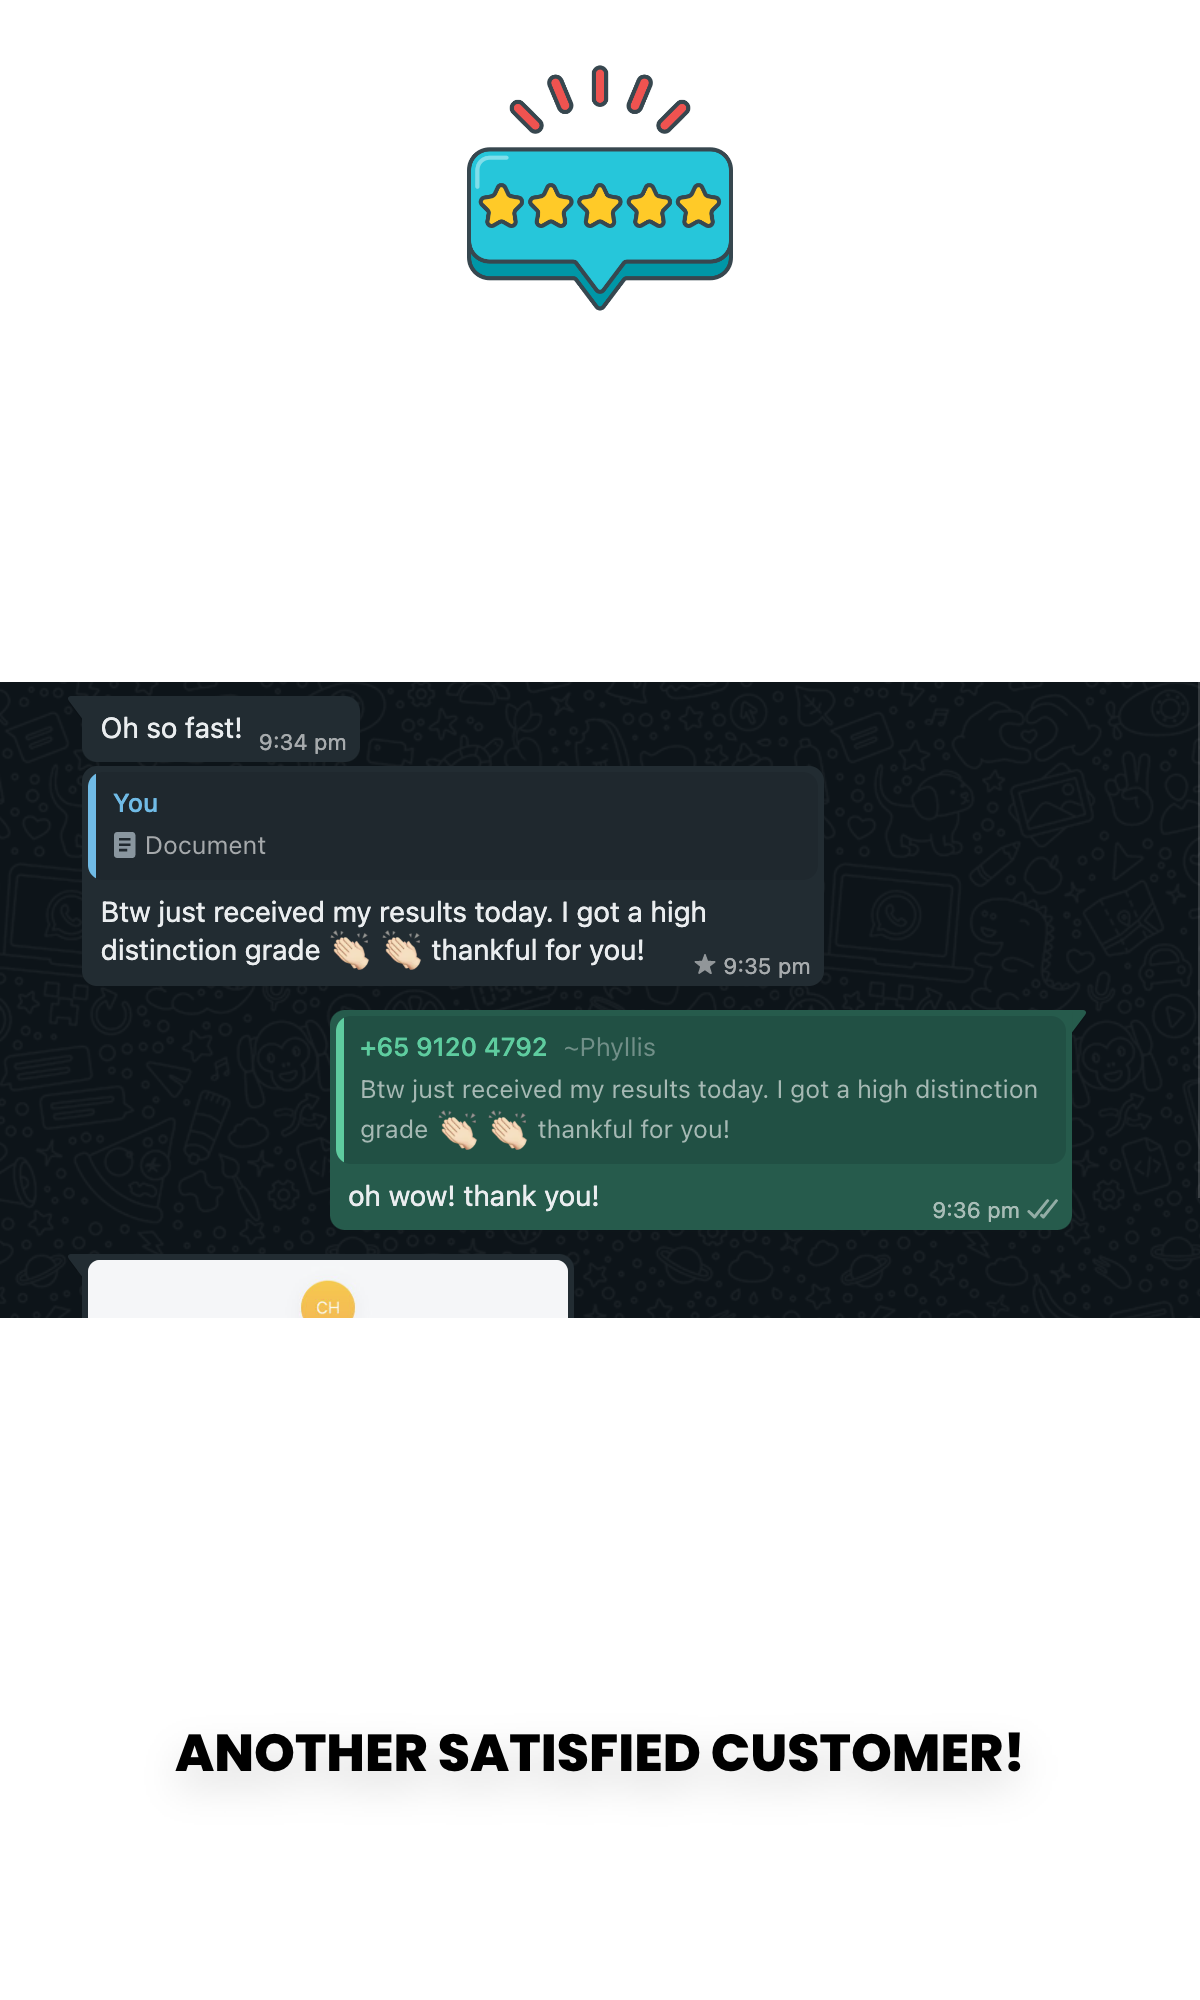 Oh so fast!
9:34 pm
You
Document
Btw just received my results today. I got a high
distinction grade 👏🏻 👏🏻 thankful for you!
9:35 pm
+65 9120 4792 ~Phyllis
Btw just received my results today. I got a high distinction
grade 👏🏻 👏🏻 thankful for you!
oh wow! thank you!
9:36 pm
CH
ANOTHER SATISFIED CUSTOMER!